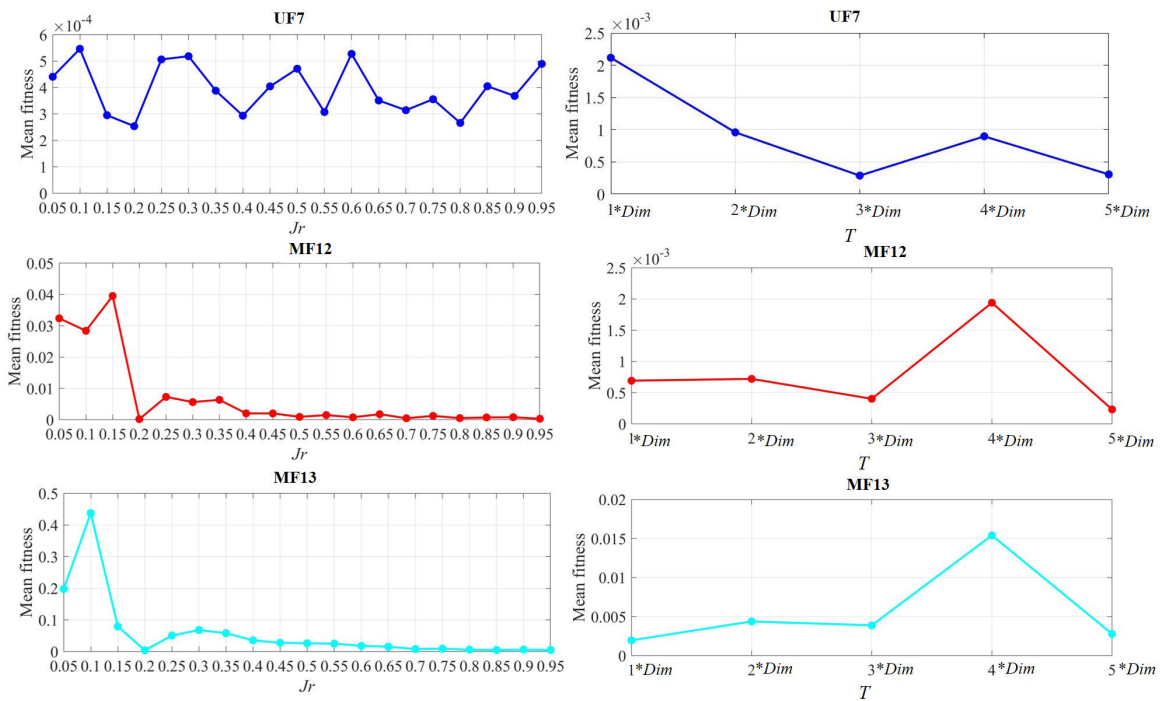 UF7
×10⁻⁴
6
5
4
3
2
1
0
Mean fitness
0.05 0.1 0.15 0.2 0.25 0.3 0.35 0.4 0.45 0.5 0.55 0.6 0.65 0.7 0.75 0.8 0.85 0.9 0.95
Jr
UF7
×10⁻³
2.5
2
1.5
1
0.5
0
Mean fitness
1*Dim 2*Dim 3*Dim 4*Dim 5*Dim
T
MF12
0.05
0.04
0.03
0.02
0.01
0
Mean fitness
0.05 0.1 0.15 0.2 0.25 0.3 0.35 0.4 0.45 0.5 0.55 0.6 0.65 0.7 0.75 0.8 0.85 0.9 0.95
Jr
MF12
×10⁻³
2.5
2
1.5
1
0.5
0
Mean fitness
1*Dim 2*Dim 3*Dim 4*Dim 5*Dim
T
MF13
0.5
0.4
0.3
0.2
0.1
0
Mean fitness
0.05 0.1 0.15 0.2 0.25 0.3 0.35 0.4 0.45 0.5 0.55 0.6 0.65 0.7 0.75 0.8 0.85 0.9 0.95
Jr
MF13
0.02
0.015
0.01
0.005
0
Mean fitness
1*Dim 2*Dim 3*Dim 4*Dim 5*Dim
T